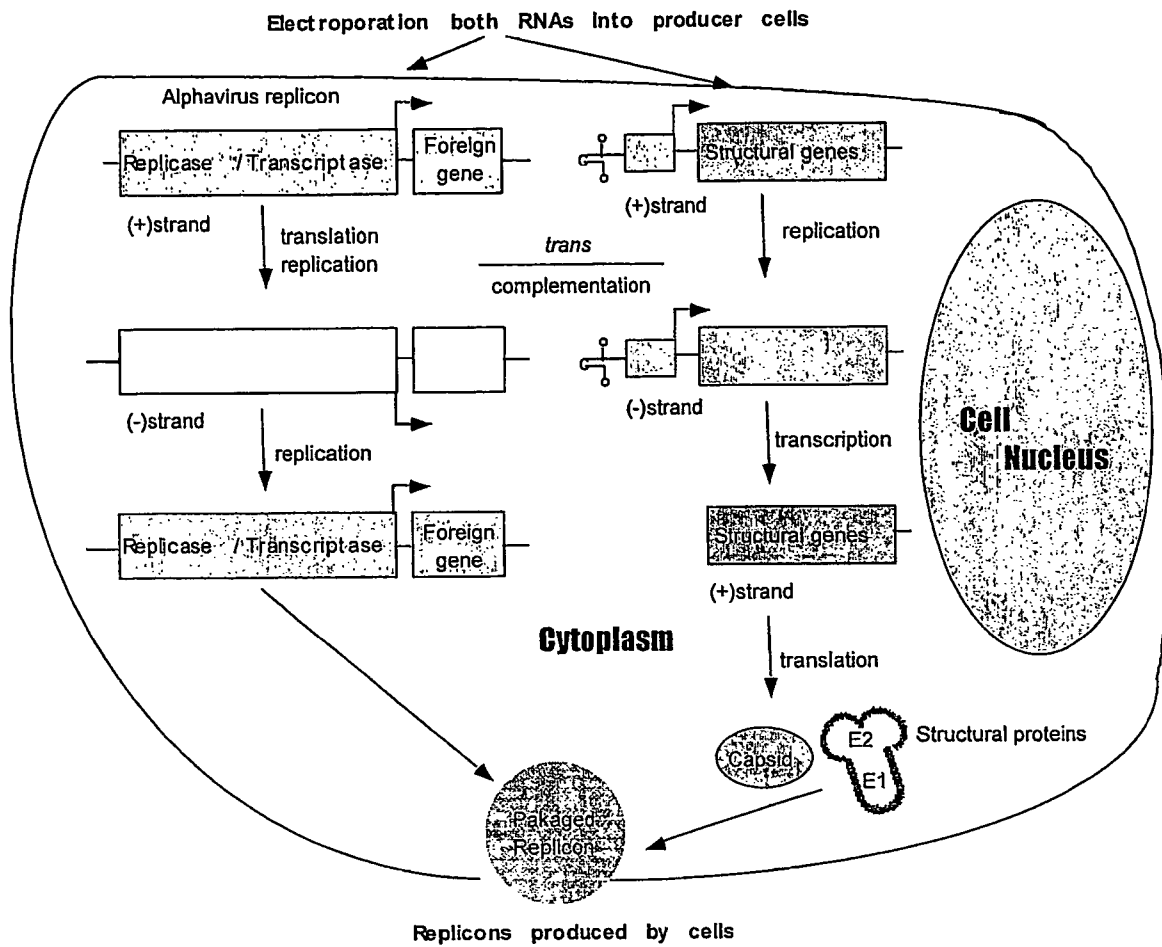 Electroporation both RNAs into producer cells
Alphavirus replicon
Replicase /Transcriptase
Foreign
gene
Structural genes
(+)strand
(+)strand
translation
replication
trans
complementation
replication
(-)strand
(-)strand
replication
transcription
Cell
Nucleus
Replicase /Transcriptase
Foreign
gene
Structural genes
(+)strand
Cytoplasm
translation
Capsid
E2
E1
Structural proteins
Pakaged
Replicon
Replicons produced by cells